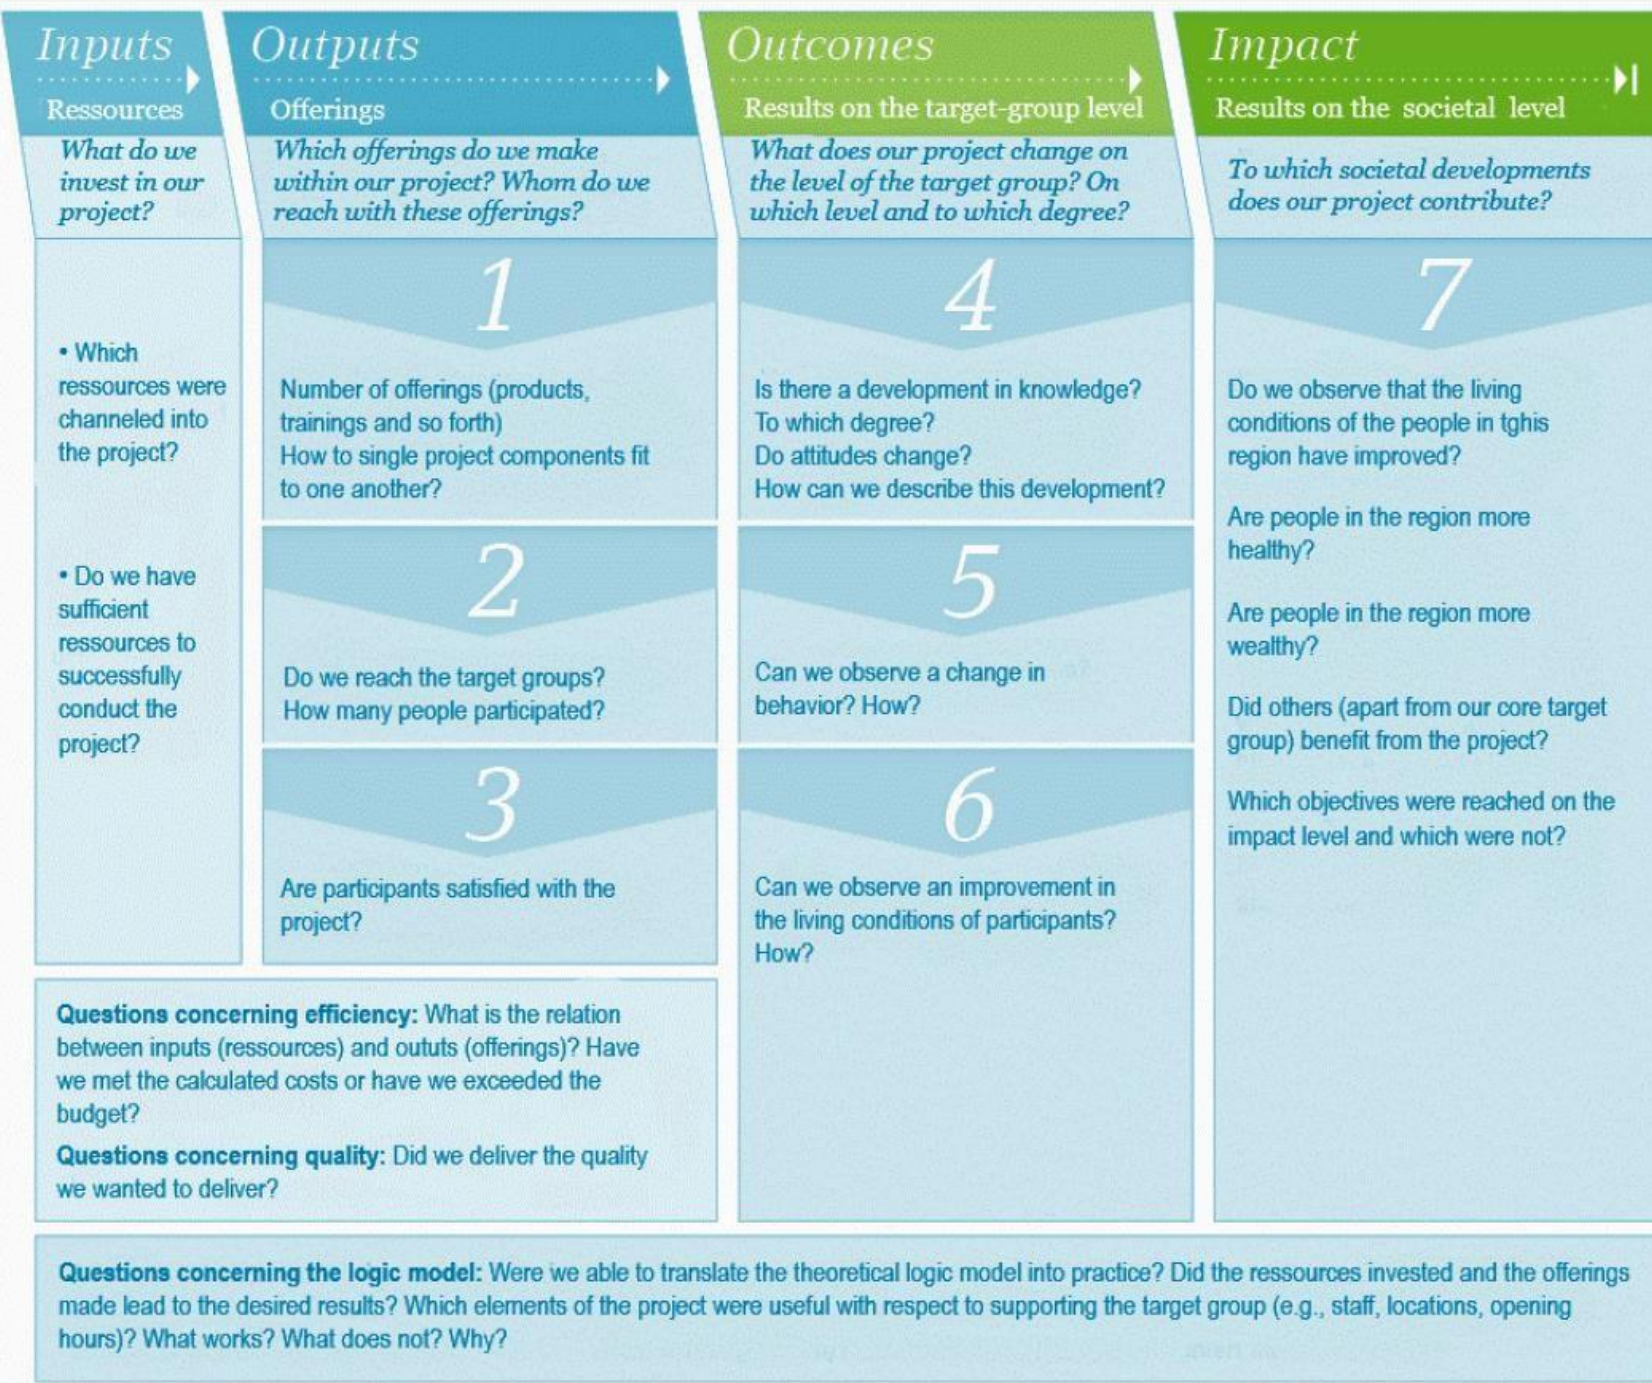 Inputs
Ressources
What do we
invest in our
project?
• Which
ressources were
channeled into
the project?
• Do we have
sufficient
ressources to
successfully
conduct the
project?
Outputs
Offerings
Which offerings do we make
within our project? Whom do we
reach with these offerings?
1
Number of offerings (products,
trainings and so forth)
How to single project components fit
to one another?
2
Do we reach the target groups?
How many people participated?
3
Are participants satisfied with the
project?
Questions concerning efficiency: What is the relation
between inputs (ressources) and oututs (offerings)? Have
we met the calculated costs or have we exceeded the
budget?
Questions concerning quality: Did we deliver the quality
we wanted to deliver?
Outcomes
Results on the target-group level
What does our project change on
the level of the target group? On
which level and to which degree?
4
Is there a development in knowledge?
To which degree?
Do attitudes change?
How can we describe this development?
5
Can we observe a change in
behavior? How?
6
Can we observe an improvement in
the living conditions of participants?
How?
Impact
Results on the societal level
To which societal developments
does our project contribute?
7
Do we observe that the living
conditions of the people in tghis
region have improved?
Are people in the region more
healthy?
Are people in the region more
wealthy?
Did others (apart from our core target
group) benefit from the project?
Which objectives were reached on the
impact level and which were not?
Questions concerning the logic model: Were we able to translate the theoretical logic model into practice? Did the ressources invested and the offerings
made lead to the desired results? Which elements of the project were useful with respect to supporting the target group (e.g., staff, locations, opening
hours)? What works? What does not? Why?